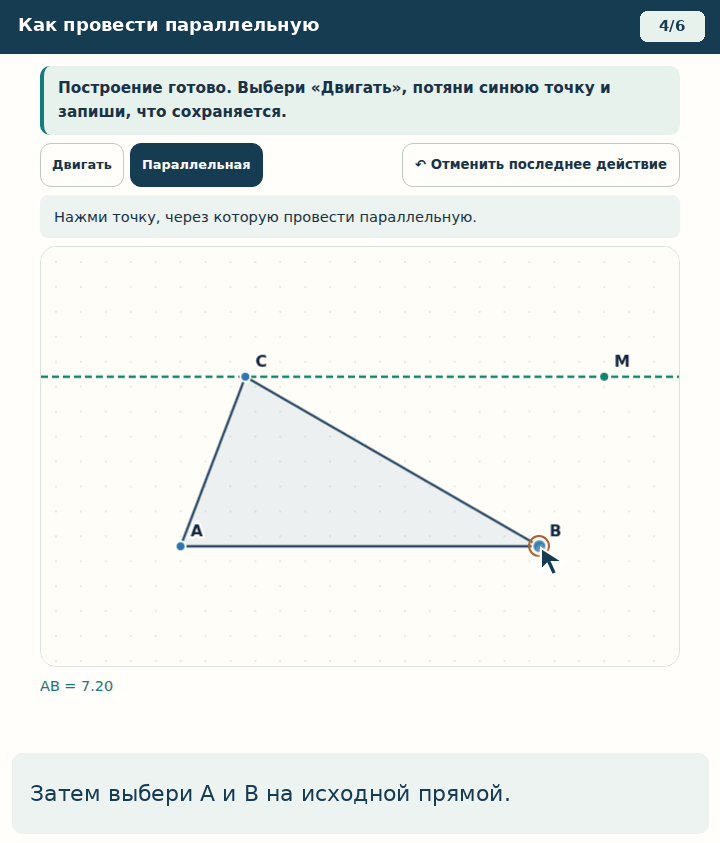 Как провести параллельную
4/6
Построение готово. Выбери «Двигать», потяни синюю точку и
запиши, что сохраняется.
Двигать
Параллельная
↶ Отменить последнее действие
Нажми точку, через которую провести параллельную.
C
M
A
B
AB = 7.20
Затем выбери A и B на исходной прямой.